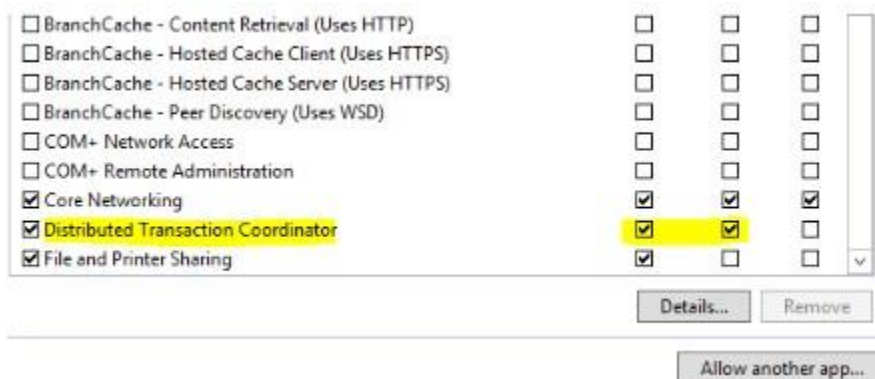 BranchCache - Content Retrieval (Uses HTTP)
BranchCache - Hosted Cache Client (Uses HTTPS)
BranchCache - Hosted Cache Server (Uses HTTPS)
BranchCache - Peer Discovery (Uses WSD)
COM+ Network Access
COM+ Remote Administration
Core Networking
Distributed Transaction Coordinator
File and Printer Sharing
Details... Remove
Allow another app...